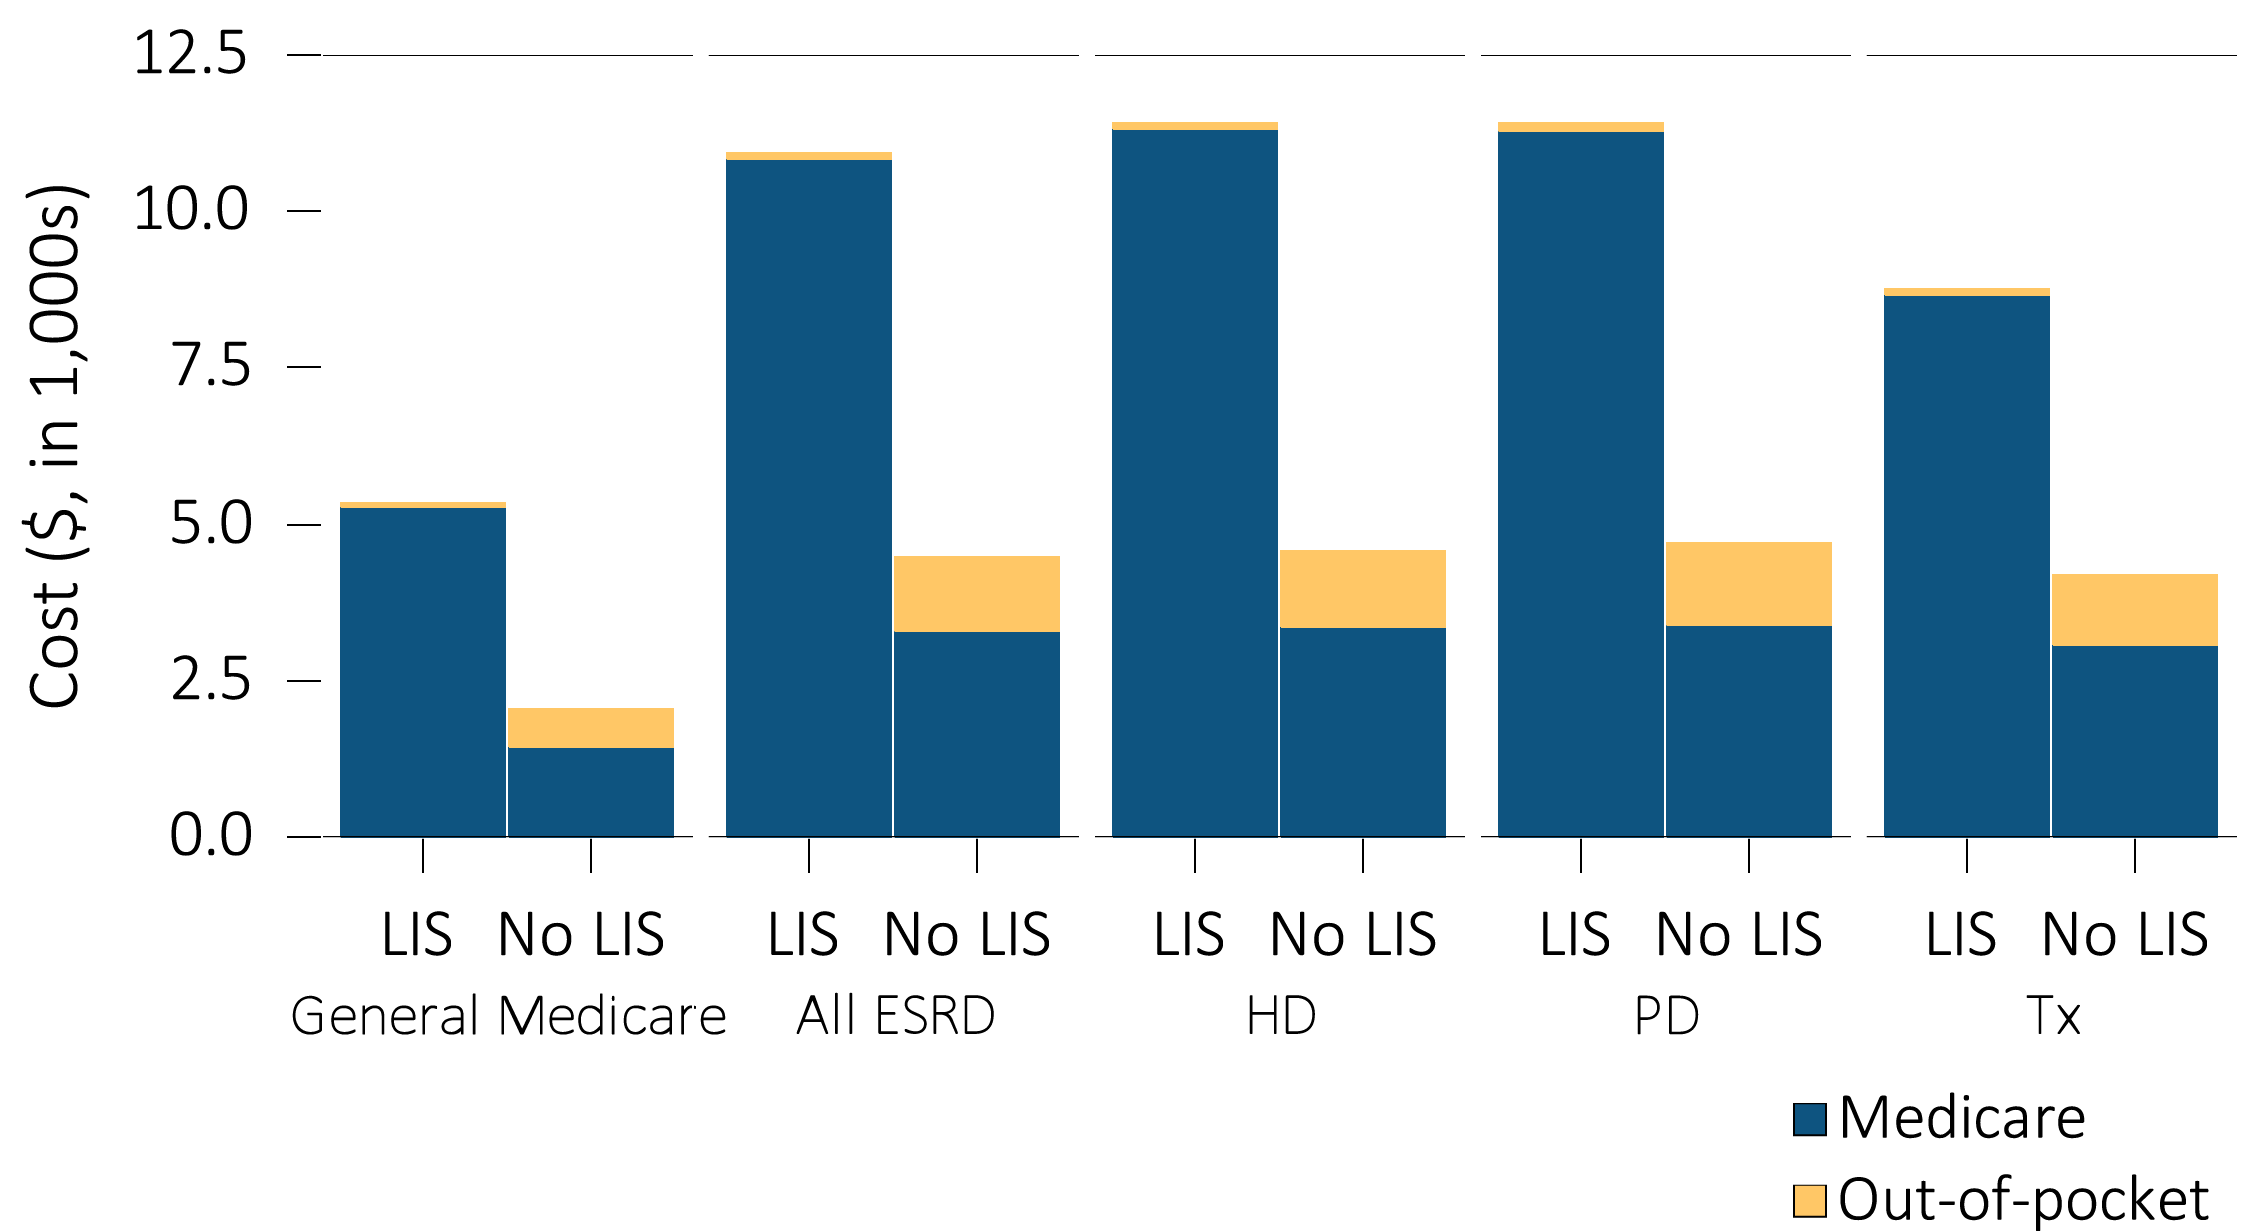 Cost ($, in 1,000s)
12.5
10.0
7.5
5.0
2.5
0.0
LIS No LIS LIS No LIS LIS No LIS LIS No LIS LIS No LIS
General Medicare All ESRD HD PD Tx
Medicare
Out-of-pocket